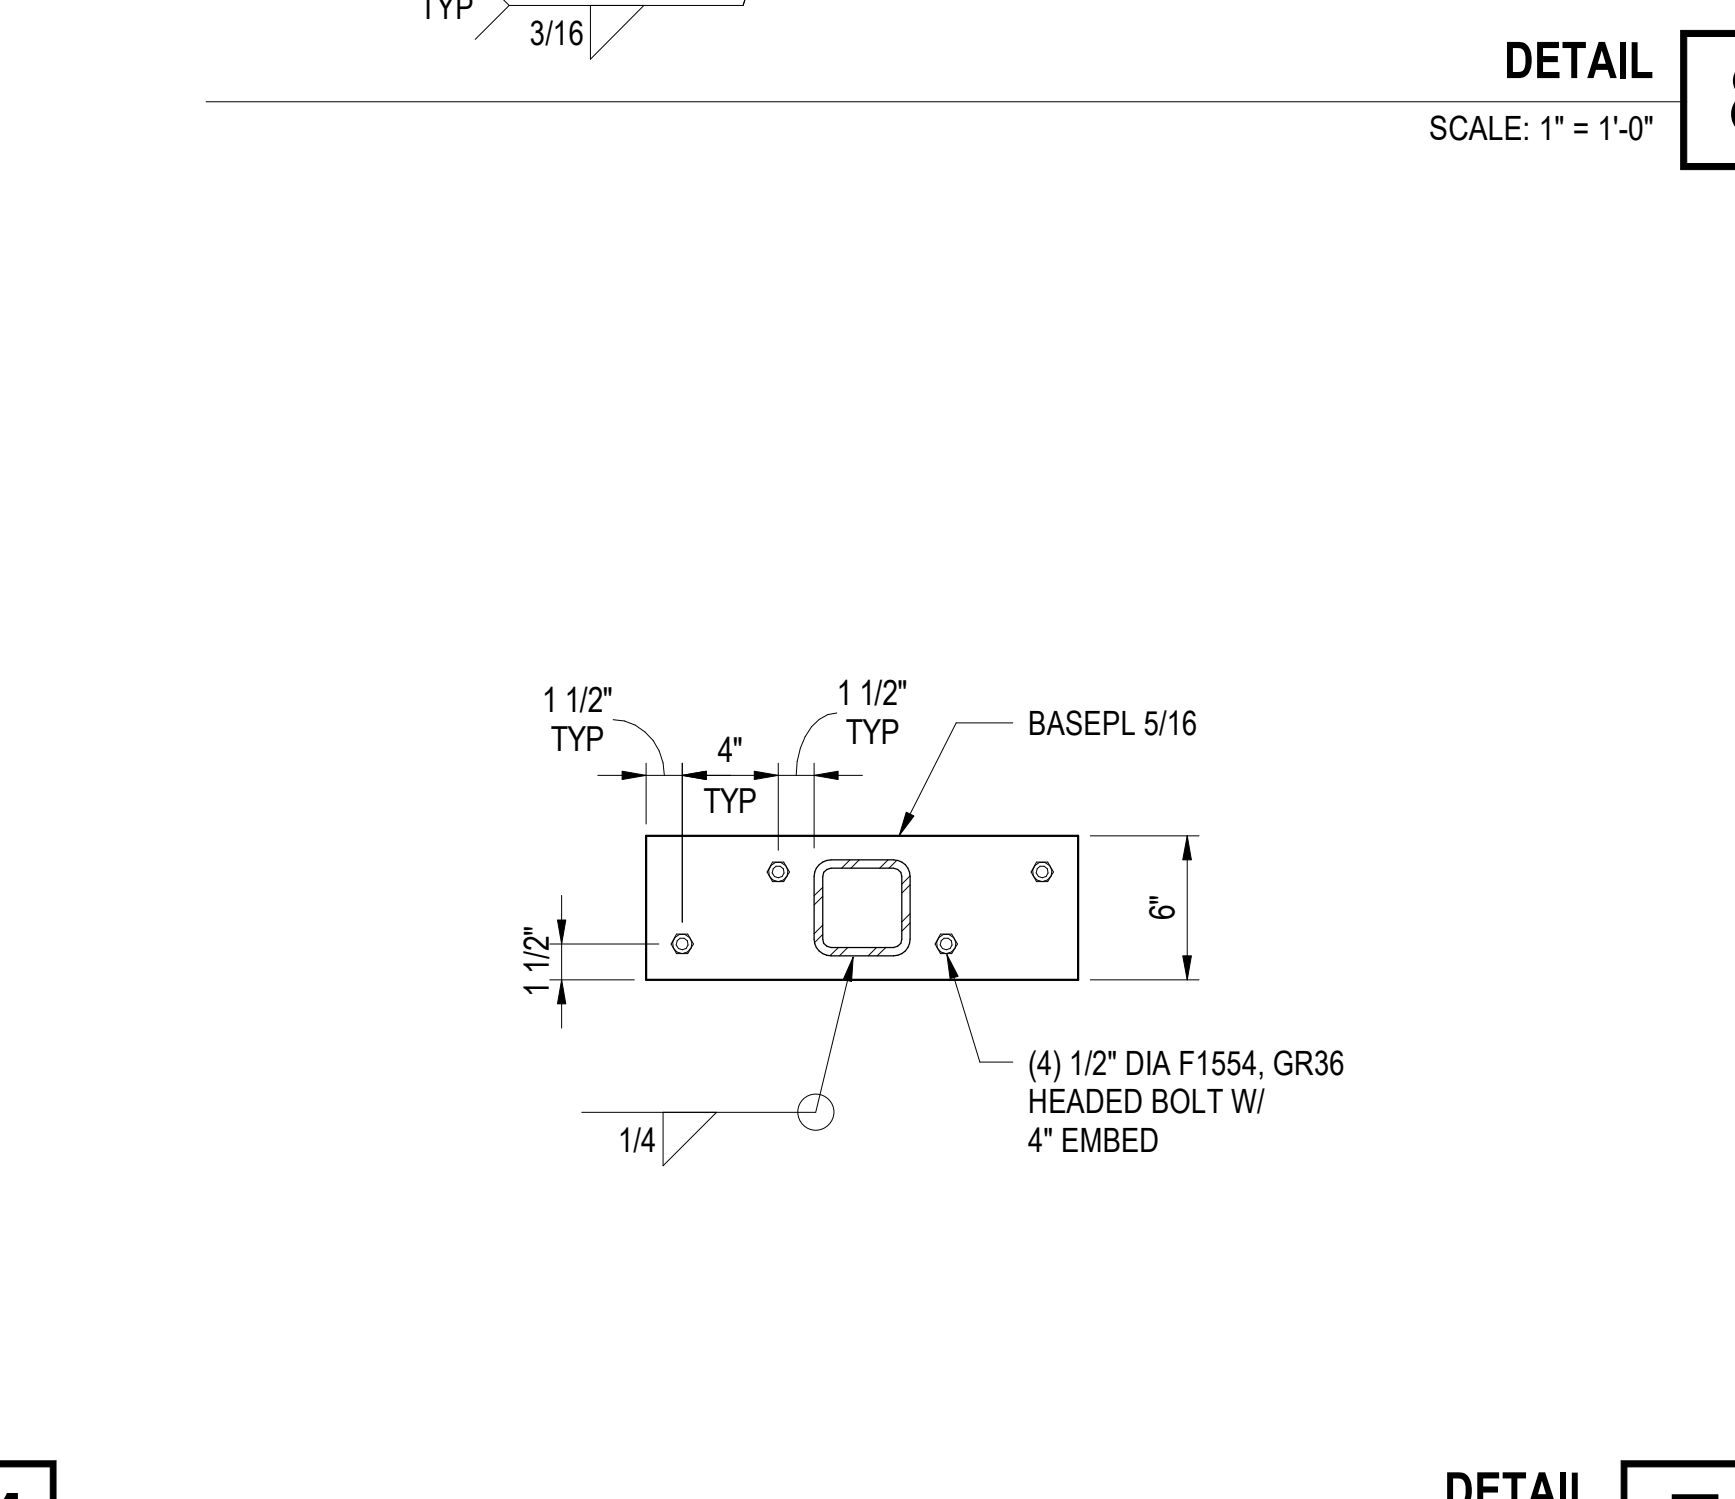 TYP
3/16
DETAIL
SCALE: 1" = 1'-0"
1 1/2"
TYP
4"
TYP
1 1/2"
TYP
BASEPL 5/16
6"
1 1/2"
(4) 1/2" DIA F1554, GR36
HEADED BOLT W/
4" EMBED
1/4
DETAIL